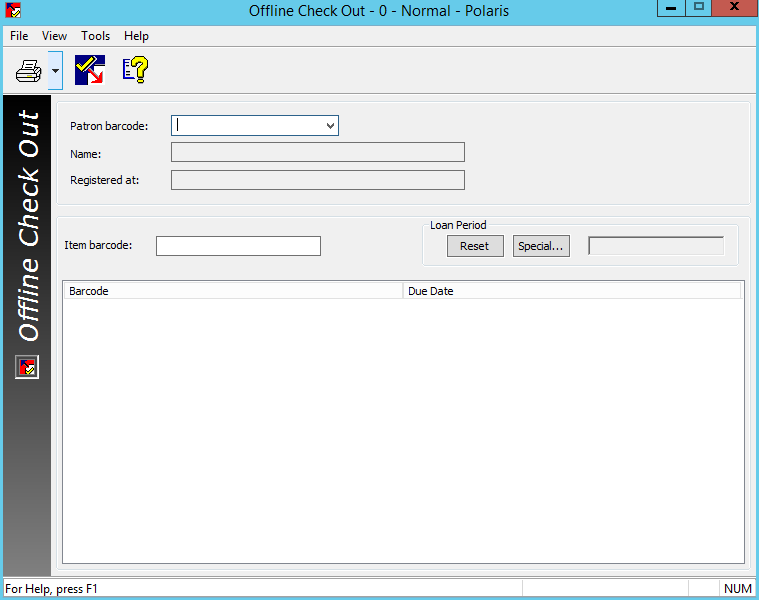 Offline Check Out - 0 - Normal - Polaris
File View Tools Help
Offline Check Out
Patron barcode:
Name:
Registered at:
Loan Period
Item barcode:
Reset Special...
Barcode Due Date
For Help, press F1
NUM